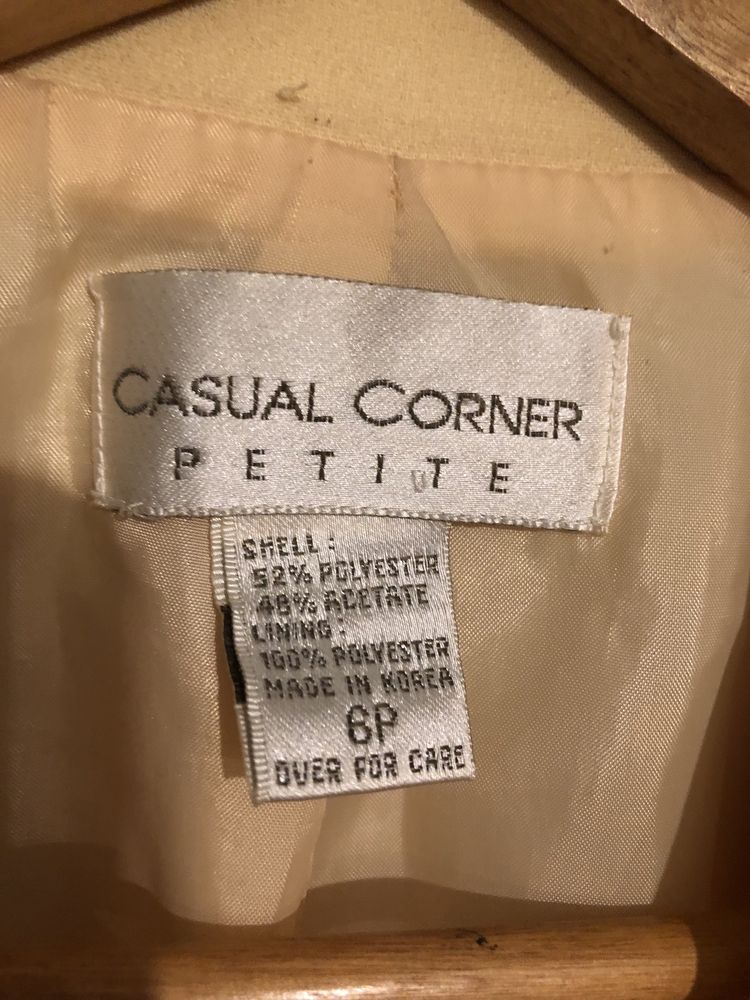 CASUAL CORNER
PETITE
SHELL:
52% POLYESTER
48% ACETATE
LINING:
100% POLYESTER
MADE IN KOREA
6P
OVER FOR CARE